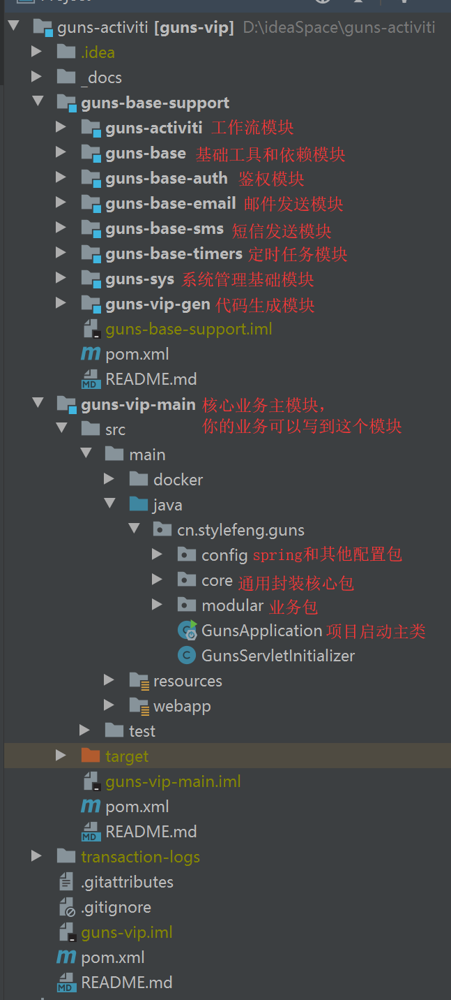 guns-activiti [guns-vip] D:\ideaSpace\guns-activiti
.idea
_docs
guns-base-support
guns-activiti 工作流模块
guns-base 基础工具和依赖模块
guns-base-auth 鉴权模块
guns-base-email 邮件发送模块
guns-base-sms 短信发送模块
guns-base-timers 定时任务模块
guns-sys 系统管理基础模块
guns-vip-gen 代码生成模块
guns-base-support.iml
pom.xml
README.md
guns-vip-main 核心业务主模块，
src 你的业务可以写到这个模块
main
docker
java
cn.stylefeng.guns
config spring和其他配置包
core 通用封装核心包
modular 业务包
GunsApplication 项目启动主类
GunsServletInitializer
resources
webapp
test
target
guns-vip-main.iml
pom.xml
README.md
transaction-logs
.gitattributes
.gitignore
guns-vip.iml
pom.xml
README.md